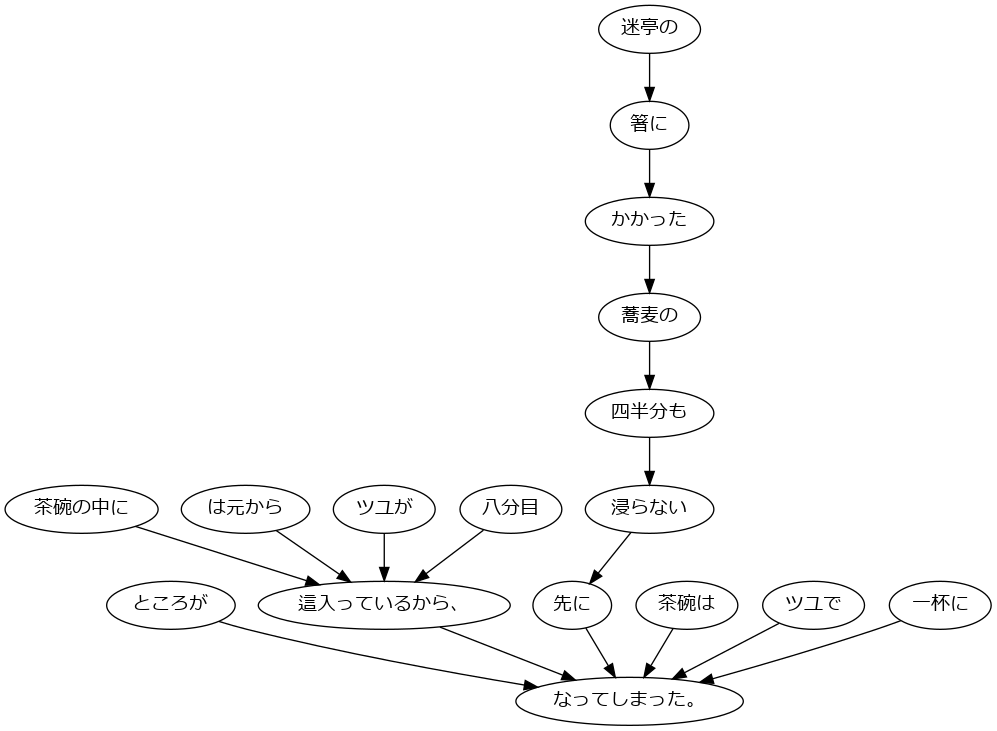 迷亭の
箸に
かかった
蕎麦の
四半分も
茶碗の中に
は元から
ツユが
八分目
浸らない
ところが
這入っているから、
先に
茶碗は
ツユで
一杯に
なってしまった。